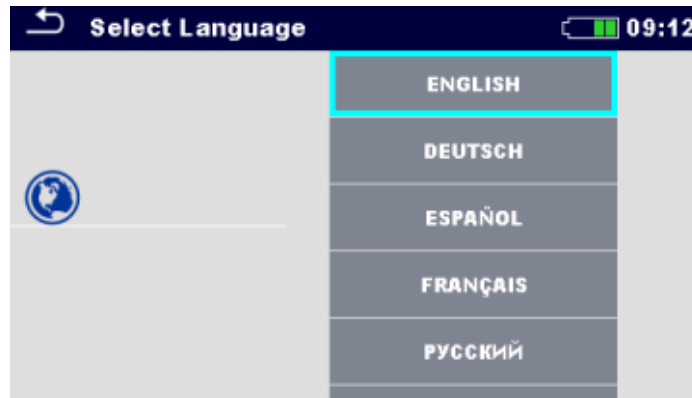 Select Language 09:12
ENGLISH
DEUTSCH
ESPAÑOL
FRANÇAIS
РУССКИЙ